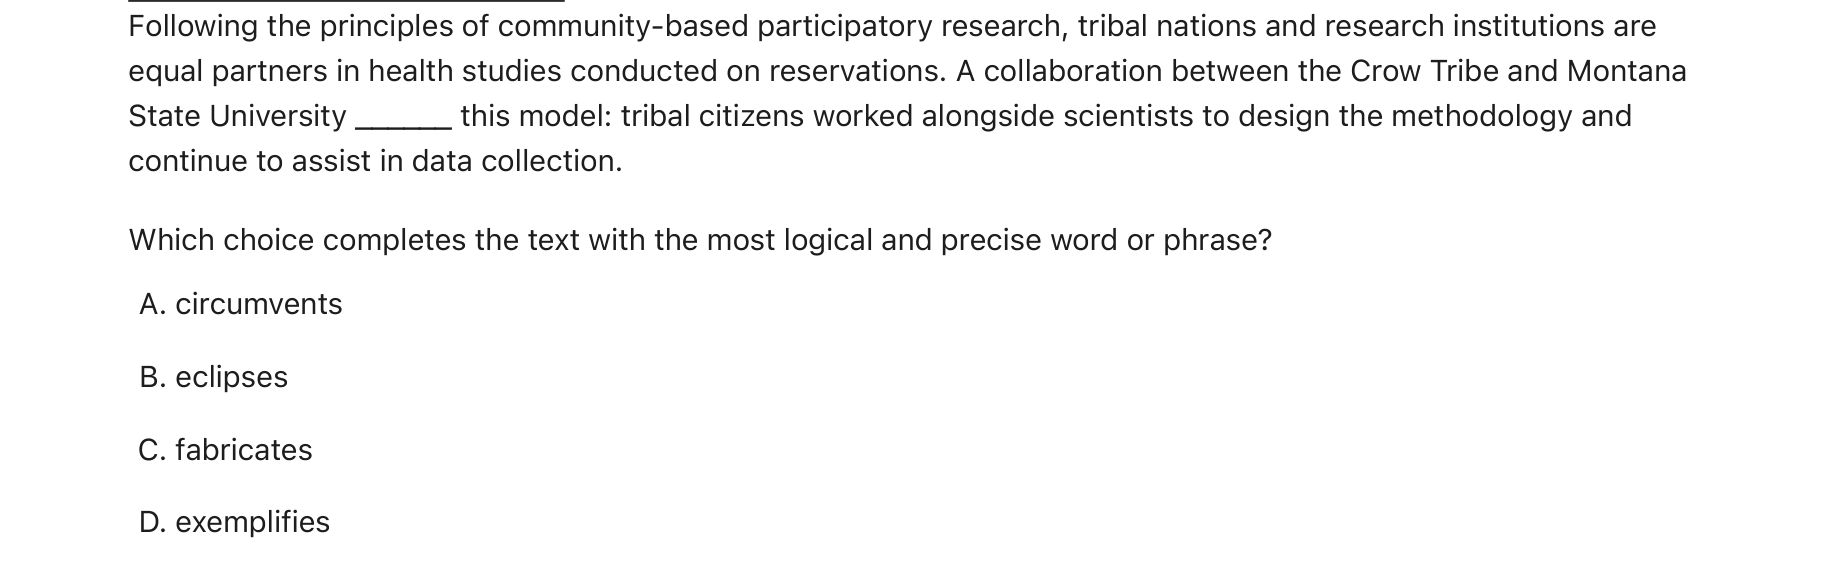 Following the principles of community-based participatory research, tribal nations and research institutions are
equal partners in health studies conducted on reservations. A collaboration between the Crow Tribe and Montana
State University ______ this model: tribal citizens worked alongside scientists to design the methodology and
continue to assist in data collection.
Which choice completes the text with the most logical and precise word or phrase?
A. circumvents
B. eclipses
C. fabricates
D. exemplifies